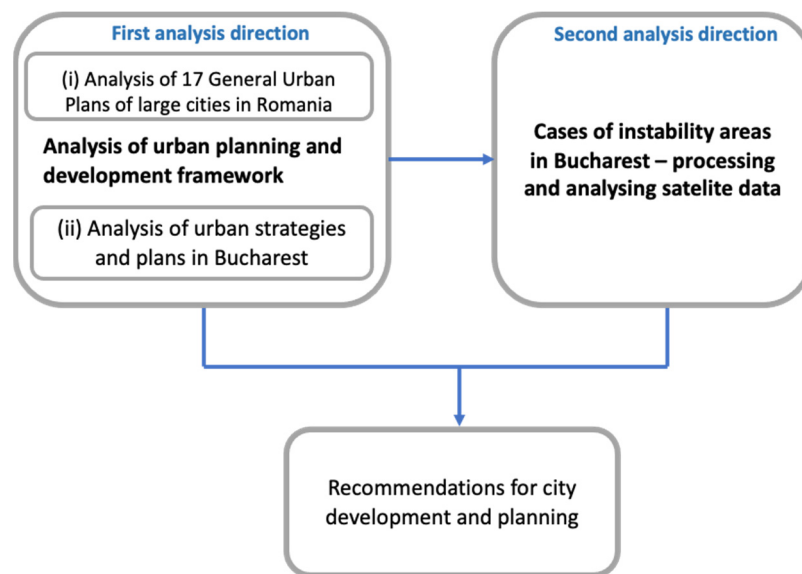 First analysis direction
(i) Analysis of 17 General Urban
Plans of large cities in Romania
Analysis of urban planning and
development framework
(ii) Analysis of urban strategies
and plans in Bucharest
Second analysis direction
Cases of instability areas
in Bucharest – processing
and analysing satelite data
Recommendations for city
development and planning